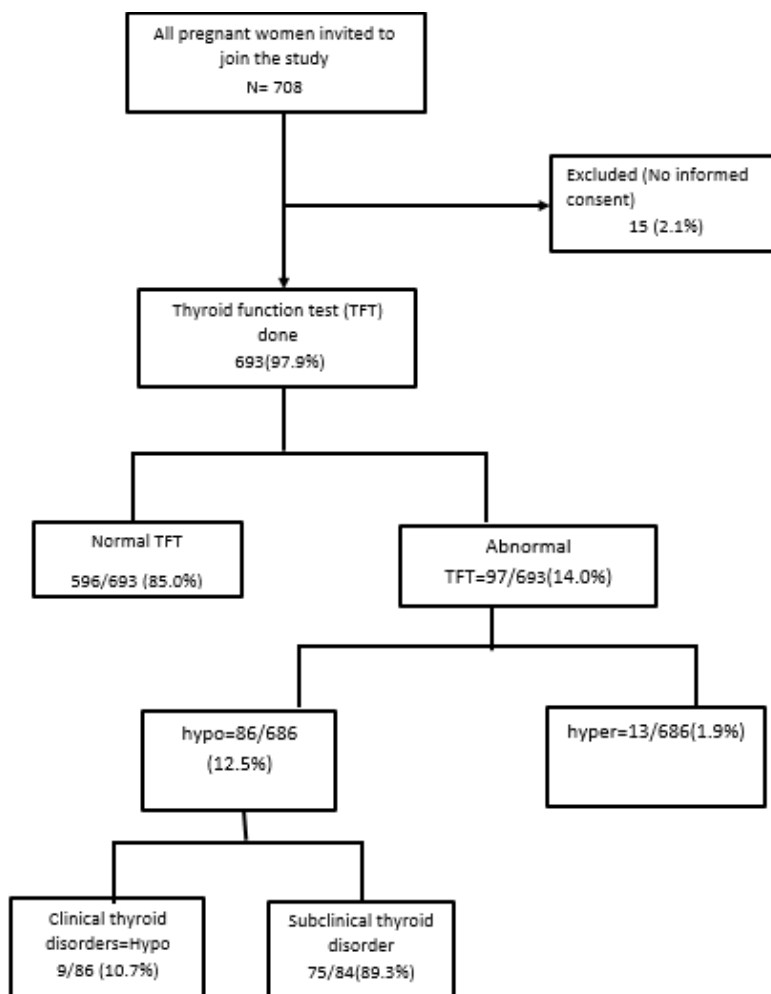 All pregnant women invited to
join the study
N= 708
Excluded (No informed
consent)
15 (2.1%)
Thyroid function test (TFT)
done
693(97.9%)
Normal TFT
596/693 (85.0%)
Abnormal
TFT=97/693(14.0%)
hypo=86/686
(12.5%)
hyper=13/686(1.9%)
Clinical thyroid
disorders=Hypo
9/86 (10.7%)
Subclinical thyroid
disorder
75/84(89.3%)